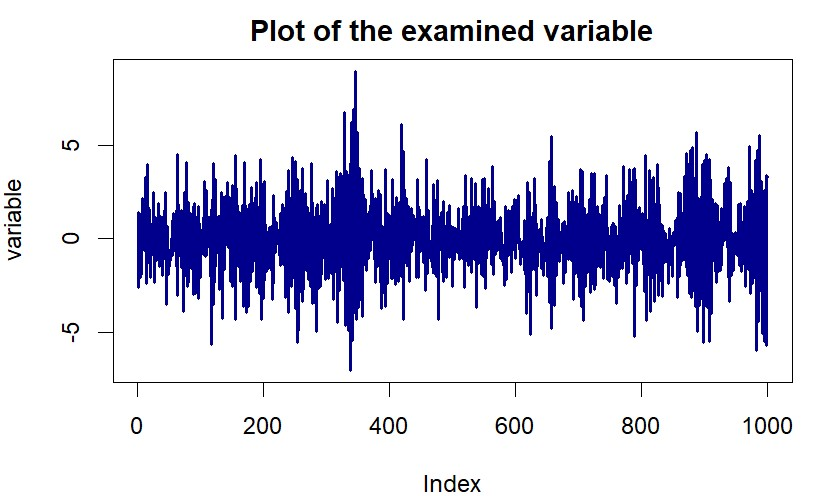 Plot of the examined variable
variable
5
0
-5
0 200 400 600 800 1000
Index